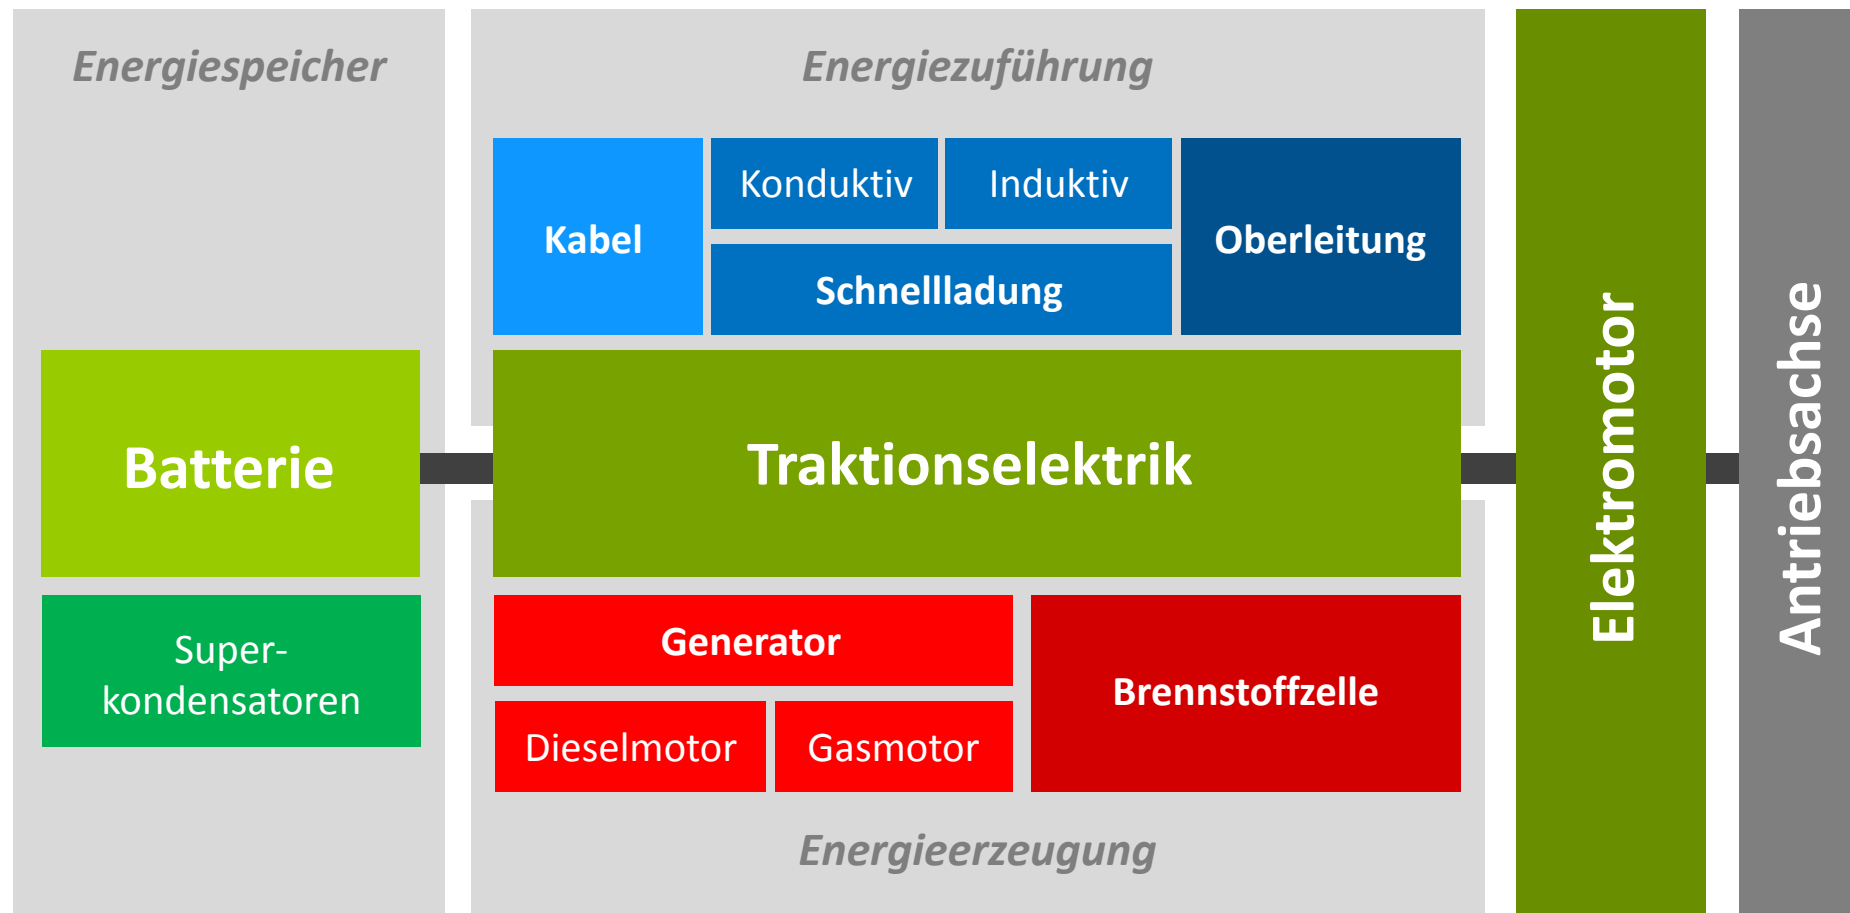 Energiespeicher
Energiezuführung
Kabel
Konduktiv
Induktiv
Schnellladung
Oberleitung
Batterie
Traktionselektrik
Elektromotor
Antriebsachse
Super-
kondensatoren
Generator
Dieselmotor
Gasmotor
Brennstoffzelle
Energieerzeugung